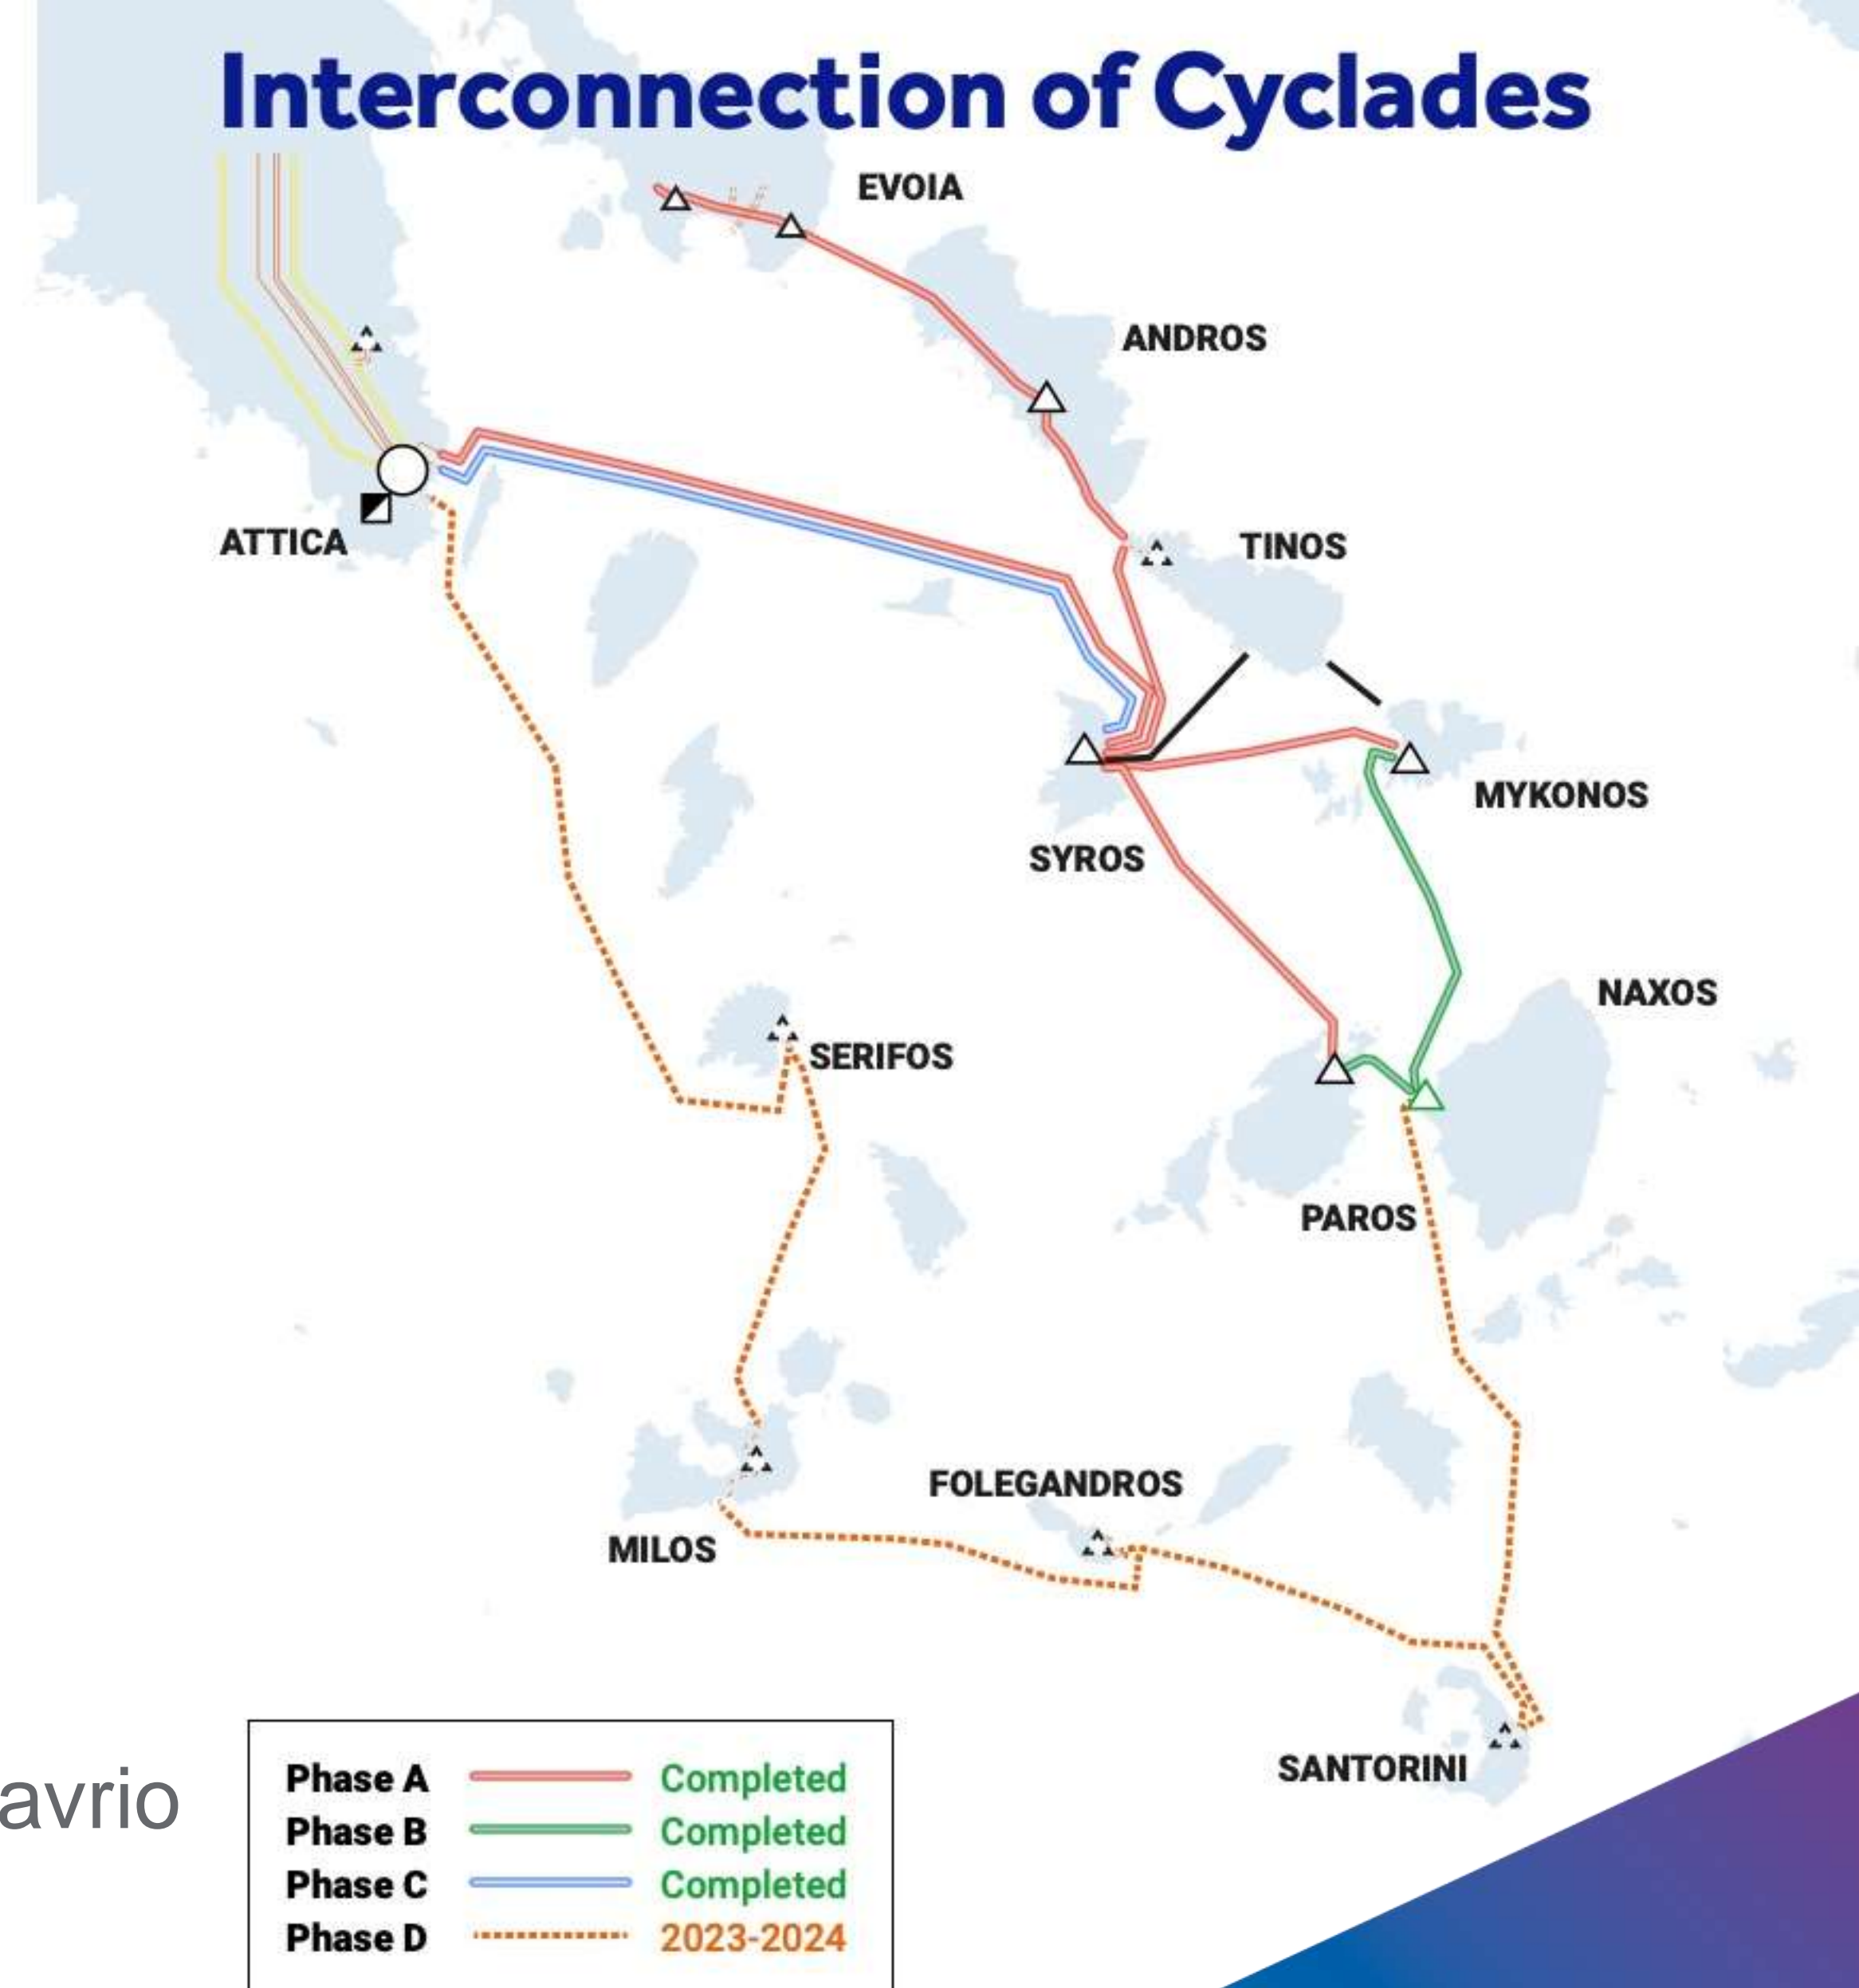 Interconnection of Cyclades
EVOIA
ANDROS
ATTICA
TINOS
MYKONOS
SYROS
NAXOS
SERIFOS
PAROS
FOLEGANDROS
MILOS
SANTORINI
avrio
Phase A Completed
Phase B Completed
Phase C Completed
Phase D 2023-2024